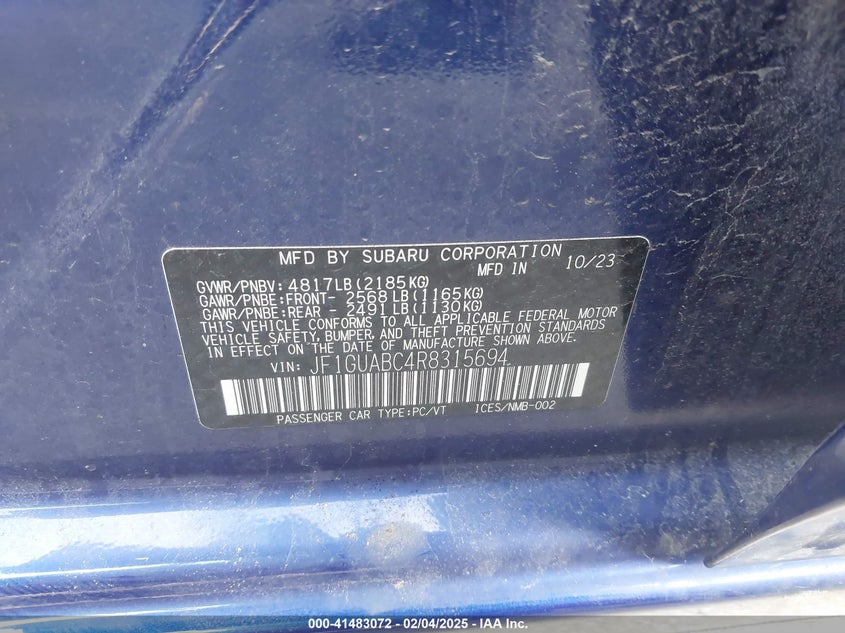 MFD BY SUBARU CORPORATION
MFD IN 10/23
GVWR/PNBV: 4817LB(2185KG)
GAWR/PNBE:FRONT- 2568LB(1165KG)
GAWR/PNBE:REAR - 2491LB(1130KG)
THIS VEHICLE CONFORMS TO ALL APPLICABLE FEDERAL MOTOR
VEHICLE SAFETY, BUMPER, AND THEFT PREVENTION STANDARDS
IN EFFECT ON THE DATE OF MANUFACTURE SHOWN ABOVE.
VIN: JF1GUABC4R8315694
PASSENGER CAR TYPE:PC/VT ICES/NMB-002
000-41483072 - 02/04/2025 - © IAA, Inc.